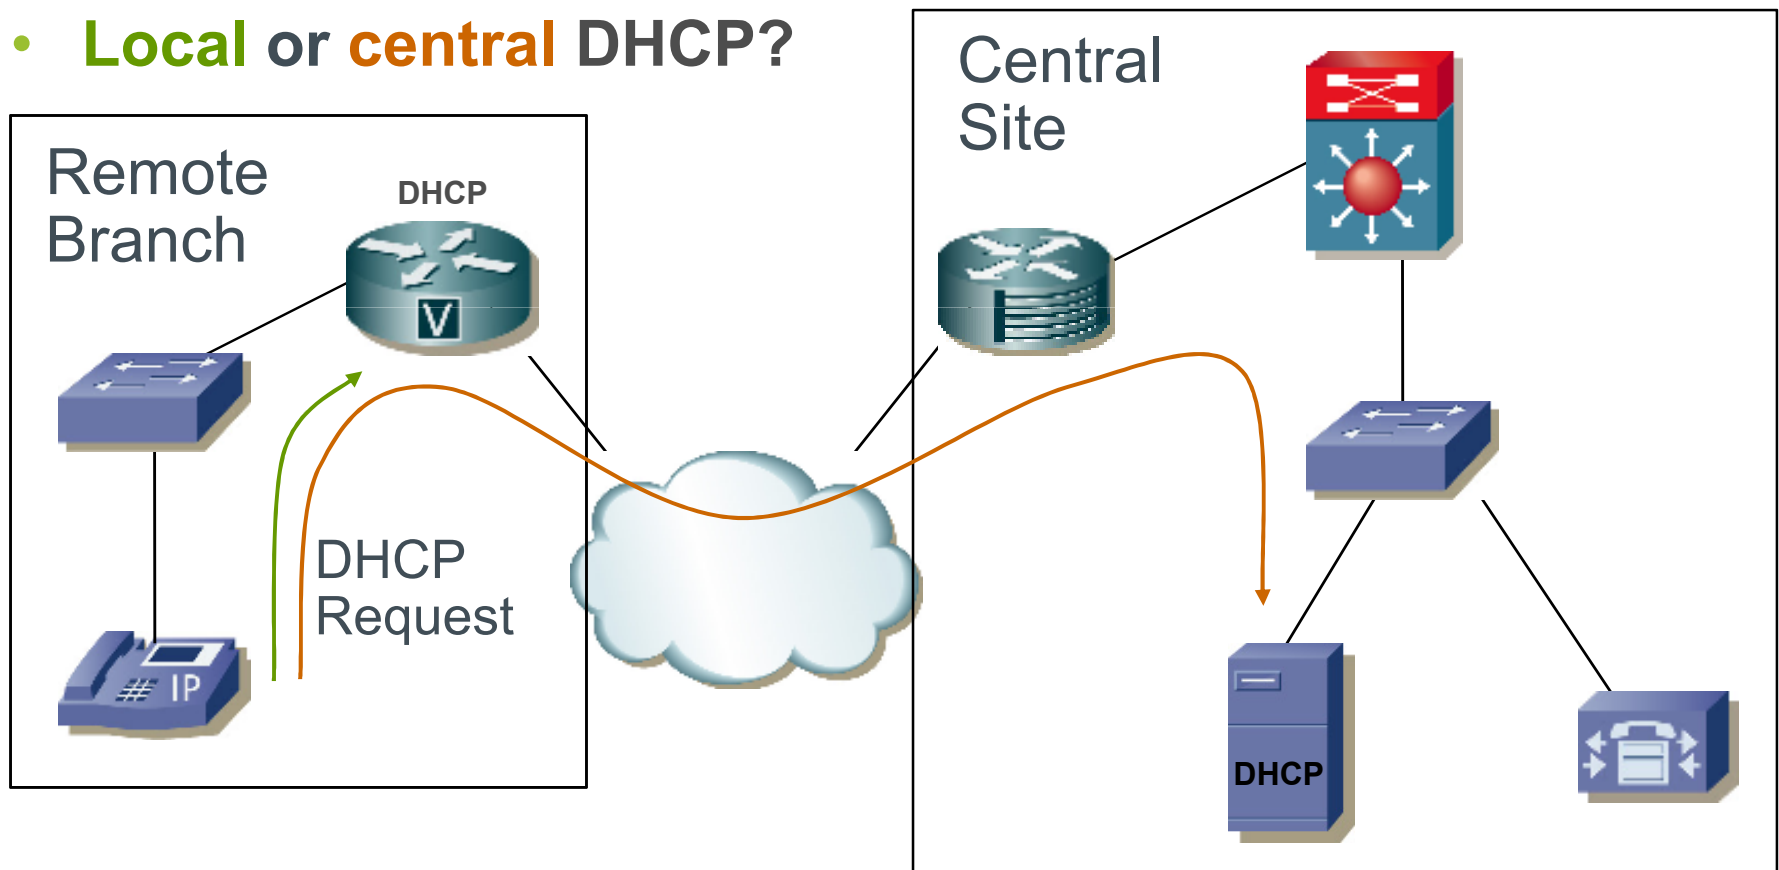 • Local or central DHCP?
Central
Site
Remote
Branch
DHCP
V
DHCP
Request
IP
DHCP